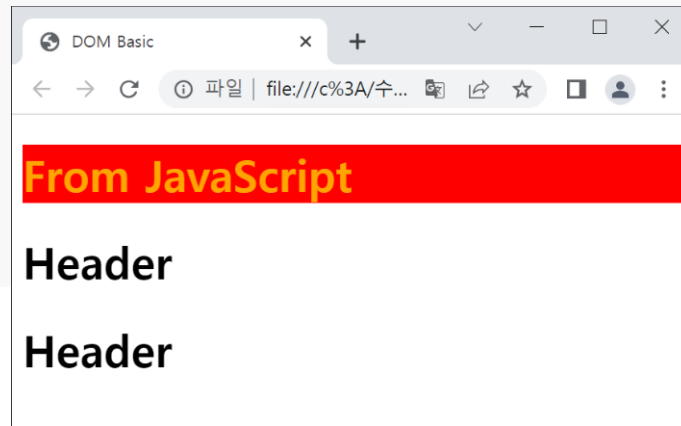 DOM Basic
파일 | file:///c%3A/수...
From JavaScript
Header
Header